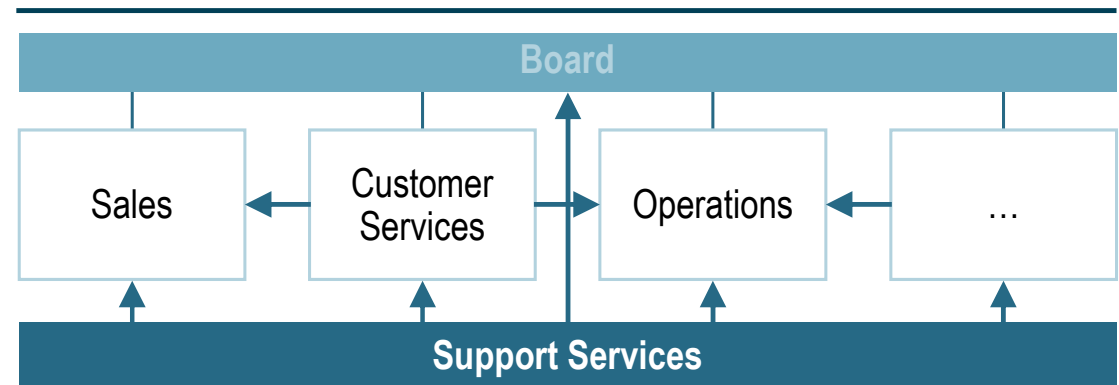 Board
Sales
Customer
Services
Operations
…
Support Services